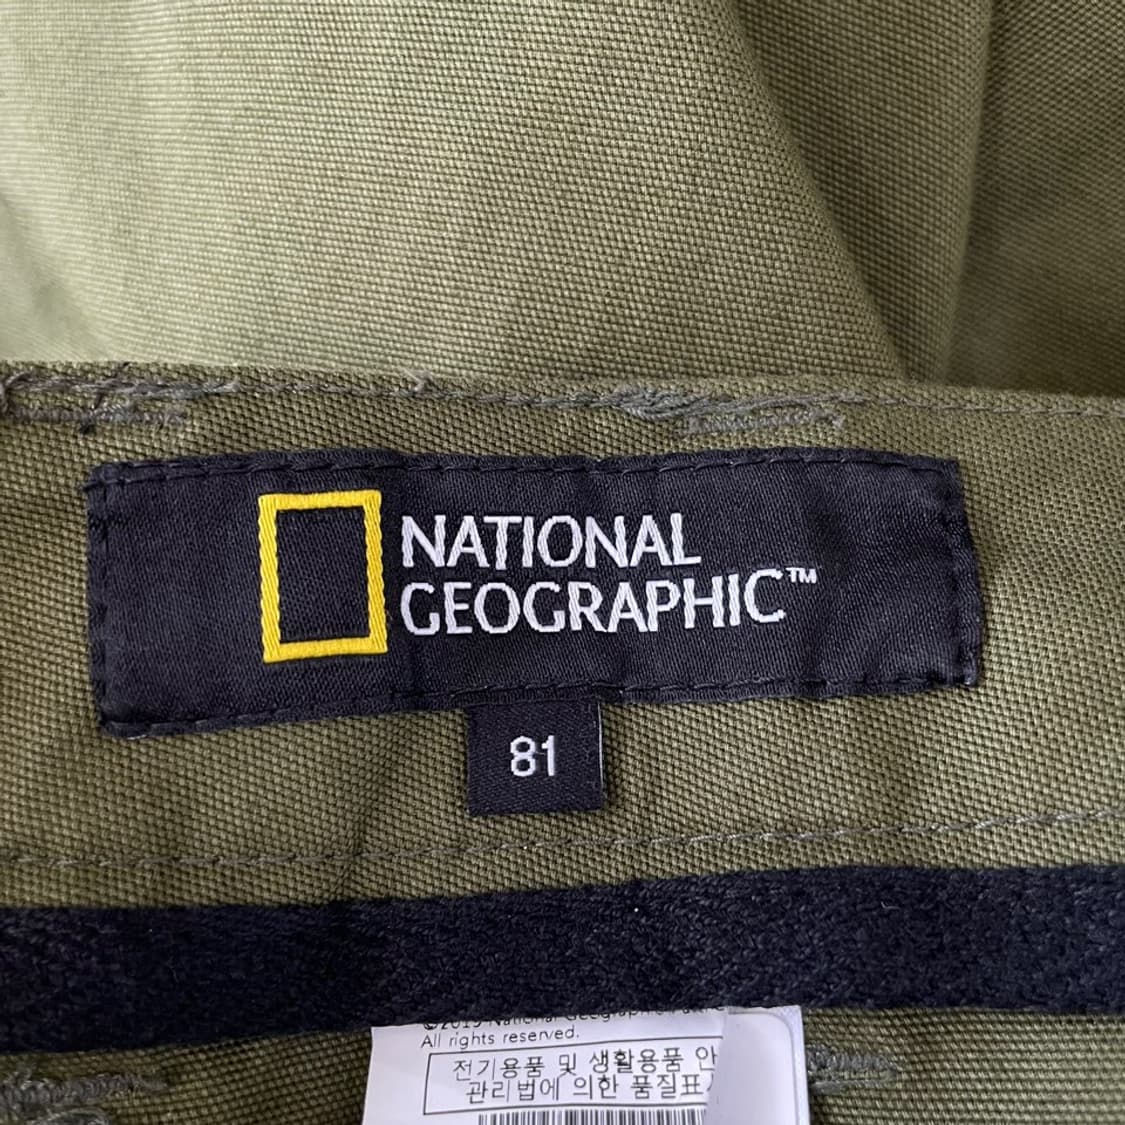 NATIONAL
GEOGRAPHIC™
81
All rights reserved.
전기용품 및 생활용품 안
관리법에 의한 품질표시